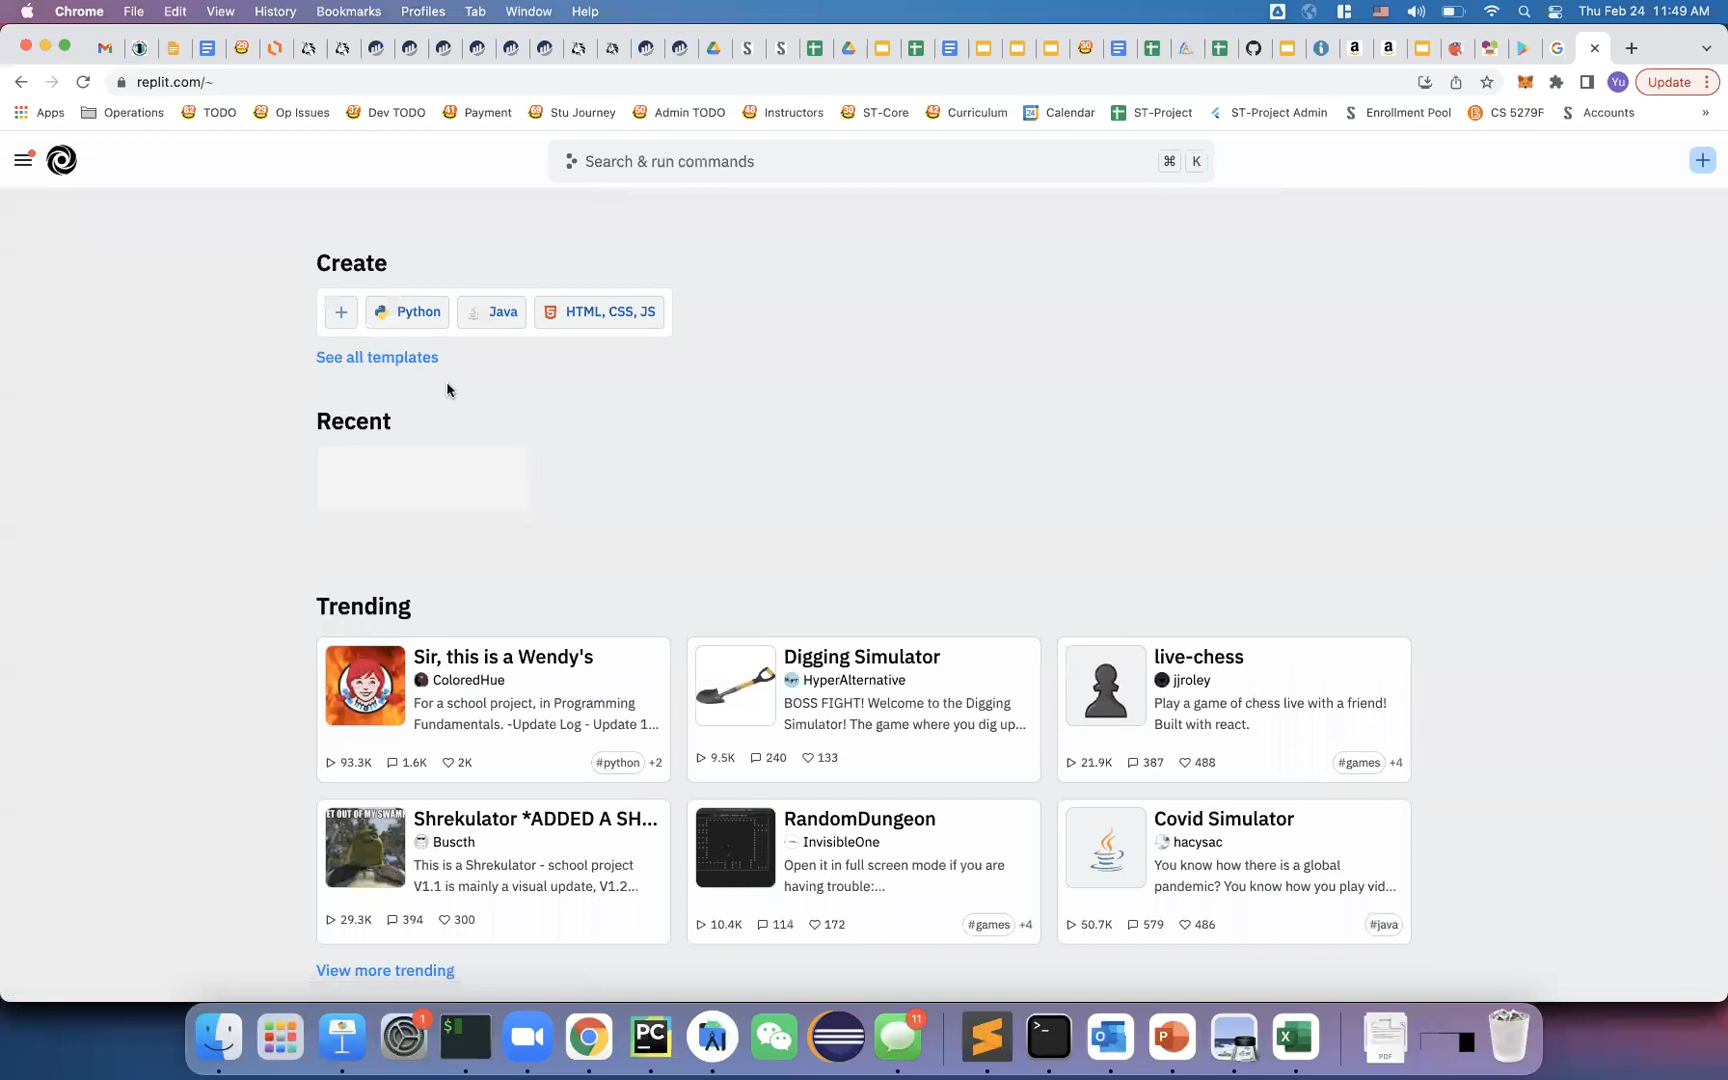 Chrome File Edit View History Bookmarks Profiles Tab Window Help Thu Feb 24 11:49 AM
replit.com/~ Yu Update
Apps Operations TODO Op Issues Dev TODO Payment Stu Journey Admin TODO Instructors ST-Core Curriculum Calendar ST-Project ST-Project Admin Enrollment Pool CS 5279F Accounts »
Search & run commands ⌘ K
Create
+ Python Java HTML, CSS, JS
See all templates
Recent
Trending
Sir, this is a Wendy's
ColoredHue
For a school project, in Programming
Fundamentals. -Update Log - Update 1...
93.3K 1.6K 2K #python +2
Digging Simulator
HyperAlternative
BOSS FIGHT! Welcome to the Digging
Simulator! The game where you dig up...
9.5K 240 133
live-chess
jjroley
Play a game of chess live with a friend!
Built with react.
21.9K 387 488 #games +4
Shrekulator *ADDED A SH...
Buscth
This is a Shrekulator - school project
V1.1 is mainly a visual update, V1.2...
29.3K 394 300
RandomDungeon
InvisibleOne
Open it in full screen mode if you are
having trouble:...
10.4K 114 172 #games +4
Covid Simulator
hacysac
You know how there is a global
pandemic? You know how you play vid...
50.7K 579 486 #java
View more trending
1 PC 11 PDF